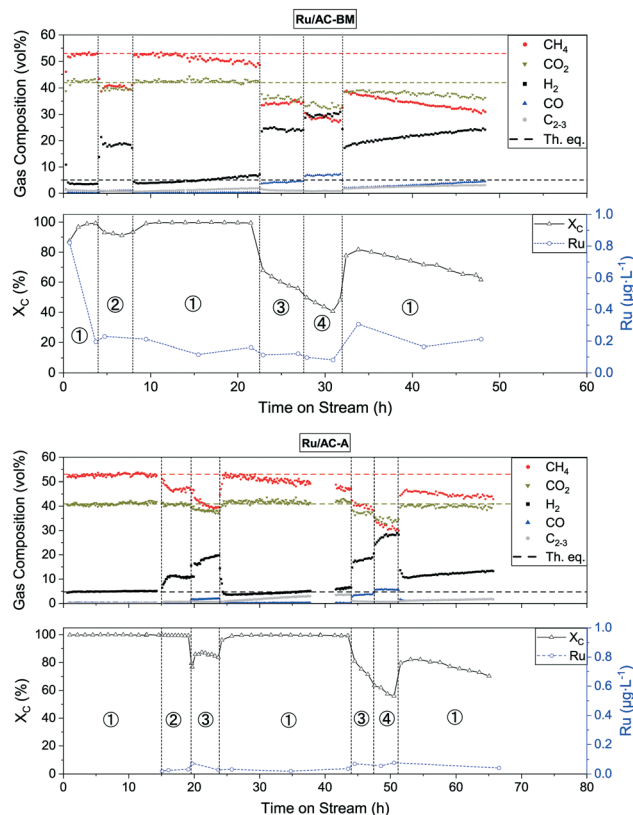 Ru/AC-BM
Gas Composition (vol%)
60
50
40
30
20
10
0
CH₄
CO₂
H₂
CO
C₂₋₃
Th. eq.
X_C (%)
100
80
60
40
20
0
① ② ① ③ ④ ①
X_C
Ru
1.0
0.8
0.6
0.4
0.2
0.0
Ru (µg·L⁻¹)
0 10 20 30 40 50 60
Time on Stream (h)
Ru/AC-A
Gas Composition (vol%)
60
50
40
30
20
10
0
CH₄
CO₂
H₂
CO
C₂₋₃
Th. eq.
X_C (%)
100
80
60
40
20
0
① ② ③ ① ③ ④ ①
X_C
Ru
1.0
0.8
0.6
0.4
0.2
0.0
Ru (µg·L⁻¹)
0 10 20 30 40 50 60 70 80
Time on Stream (h)